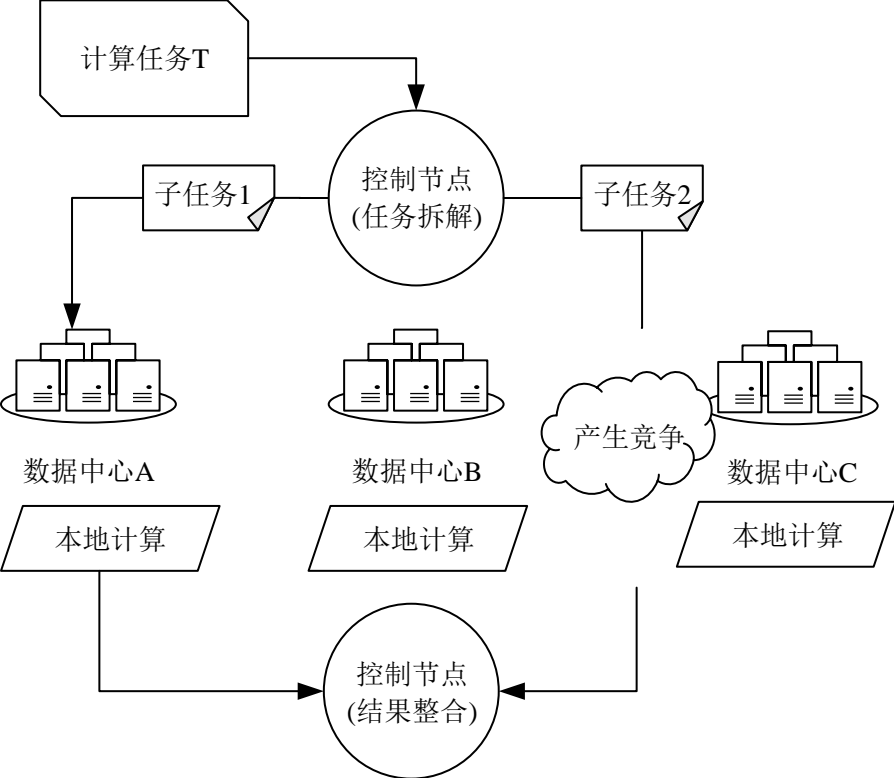 计算任务T
控制节点
(任务拆解)
子任务1
子任务2
产生竞争
数据中心A
数据中心B
数据中心C
本地计算
本地计算
本地计算
控制节点
(结果整合)